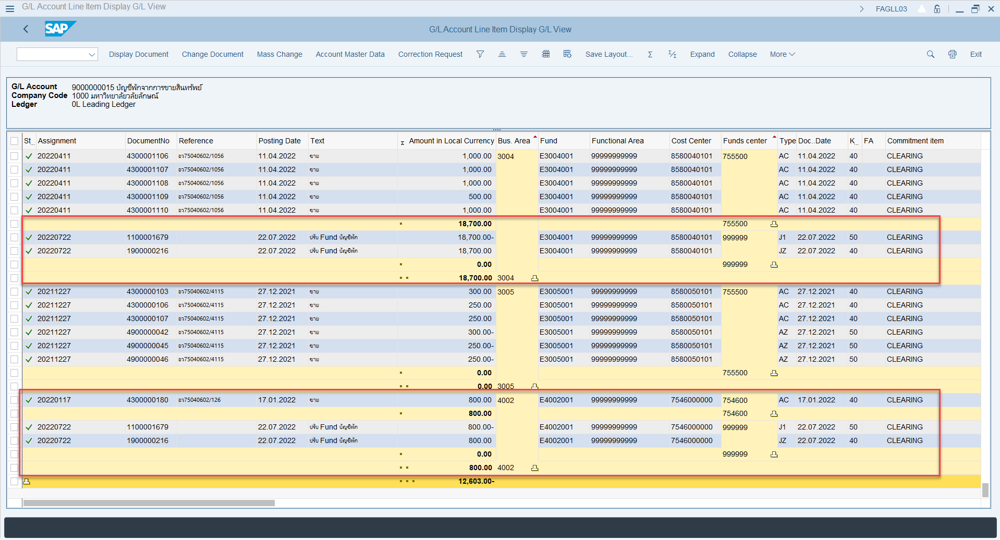 G/L Account Line Item Display G/L View
FAGLL03
SAP
G/L Account Line Item Display G/L View
Display Document Change Document Mass Change Account Master Data Correction Request Save Layout... Σ Σ/Σ Expand Collapse More Exit
G/L Account 9000000015 บัญชีพักจากการขายสินทรัพย์
Company Code 1000 มหาวิทยาลัยวลัยลักษณ์
Ledger 0L Leading Ledger
St.. Assignment DocumentNo Reference Posting Date Text Σ Amount in Local Currency Bus. Area Fund Functional Area Cost Center Funds center Type Doc..Date K.. FA Commitment item
20220411 4300001106 อว75040602/1056 11.04.2022 ขาย 1,000.00 3004 E3004001 99999999999 8580040101 755500 AC 11.04.2022 40 CLEARING
20220411 4300001107 อว75040602/1056 11.04.2022 ขาย 1,000.00 E3004001 99999999999 8580040101 AC 11.04.2022 40 CLEARING
20220411 4300001108 อว75040602/1056 11.04.2022 ขาย 1,000.00 E3004001 99999999999 8580040101 AC 11.04.2022 40 CLEARING
20220411 4300001109 อว75040602/1056 11.04.2022 ขาย 500.00 E3004001 99999999999 8580040101 AC 11.04.2022 40 CLEARING
20220411 4300001110 อว75040602/1056 11.04.2022 ขาย 1,000.00 E3004001 99999999999 8580040101 AC 11.04.2022 40 CLEARING
18,700.00 755500
20220722 1100001679 22.07.2022 ปรับ Fund บัญชีพัก 18,700.00- E3004001 99999999999 8580040101 999999 J1 22.07.2022 50 CLEARING
20220722 1900000216 22.07.2022 ปรับ Fund บัญชีพัก 18,700.00 E3004001 99999999999 8580040101 JZ 22.07.2022 40 CLEARING
0.00 999999
18,700.00 3004
20211227 4300000103 อว75040602/4115 27.12.2021 ขาย 300.00 3005 E3005001 99999999999 8580050101 755500 AC 27.12.2021 40 CLEARING
20211227 4300000106 อว75040602/4115 27.12.2021 ขาย 250.00 E3005001 99999999999 8580050101 AC 27.12.2021 40 CLEARING
20211227 4300000107 อว75040602/4115 27.12.2021 ขาย 250.00 E3005001 99999999999 8580050101 AC 27.12.2021 40 CLEARING
20211227 4900000042 อว75040602/4115 27.12.2021 ขาย 300.00- E3005001 99999999999 8580050101 AZ 27.12.2021 50 CLEARING
20211227 4900000045 อว75040602/4115 27.12.2021 ขาย 250.00- E3005001 99999999999 8580050101 AZ 27.12.2021 50 CLEARING
20211227 4900000046 อว75040602/4115 27.12.2021 ขาย 250.00- E3005001 99999999999 8580050101 AZ 27.12.2021 50 CLEARING
0.00 755500
0.00 3005
20220117 4300000180 อว75040602/126 17.01.2022 ขาย 800.00 4002 E4002001 99999999999 7546000000 754600 AC 17.01.2022 40 CLEARING
800.00 754600
20220722 1100001679 22.07.2022 ปรับ Fund บัญชีพัก 800.00- E4002001 99999999999 7546000000 999999 J1 22.07.2022 50 CLEARING
20220722 1900000216 22.07.2022 ปรับ Fund บัญชีพัก 800.00 E4002001 99999999999 7546000000 JZ 22.07.2022 40 CLEARING
0.00 999999
800.00 4002
12,603.00-